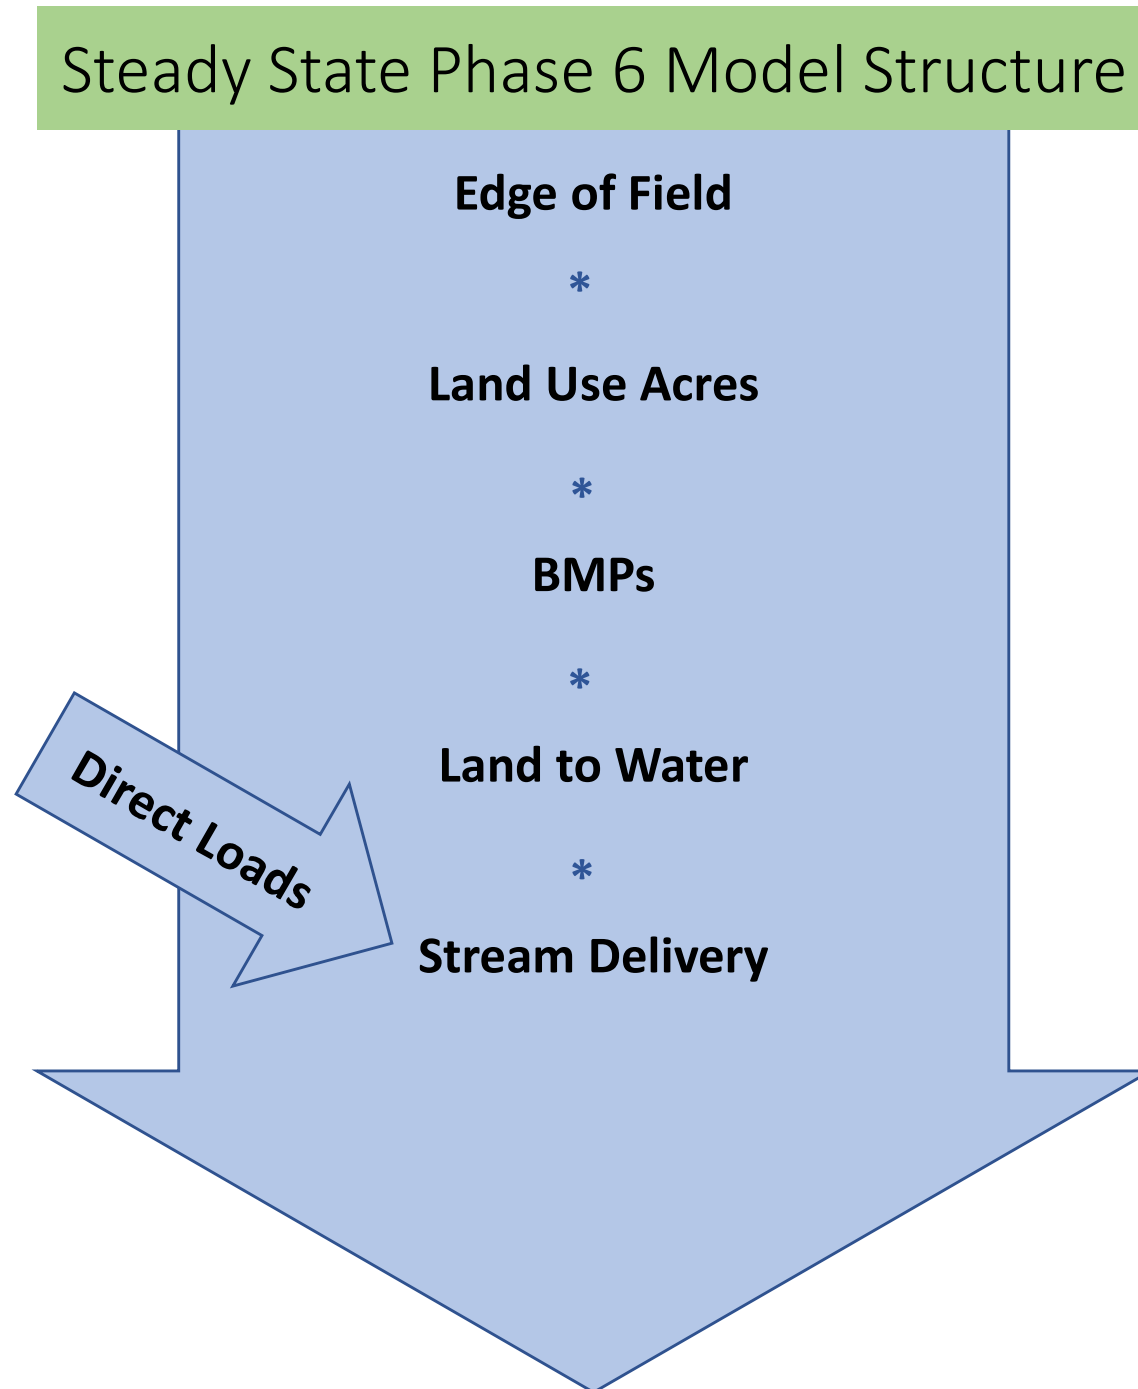 Steady State Phase 6 Model Structure
Edge of Field
*
Land Use Acres
*
BMPs
*
Land to Water
Direct Loads
*
Stream Delivery